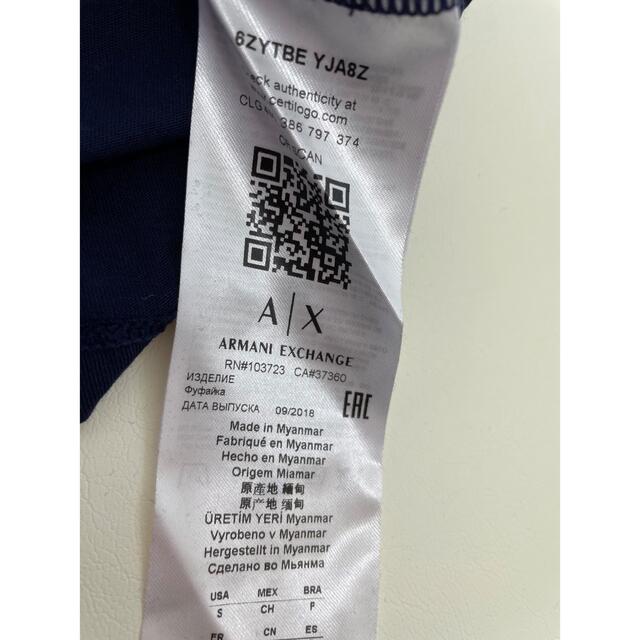 6ZYTBE YJA8Z
authenticity at
certilogo.com
386 797 374
A|X
ARMANI EXCHANGE
RN#103723 CA#37360
ИЗДЕЛИЕ
Фуфайка
ДАТА ВЫПУСКА 09/2018
EAC
Made in Myanmar
Fabriqué en Myanmar
Hecho en Myanmar
Origem Miamar
原產地 緬甸
原产地 缅甸
ÜRETİM YERİ Myanmar
Vyrobeno v Myanmar
Hergestellt in Myanmar
Сделано во Мьянма
USA MEX BRA
S CH P
FR CN ES